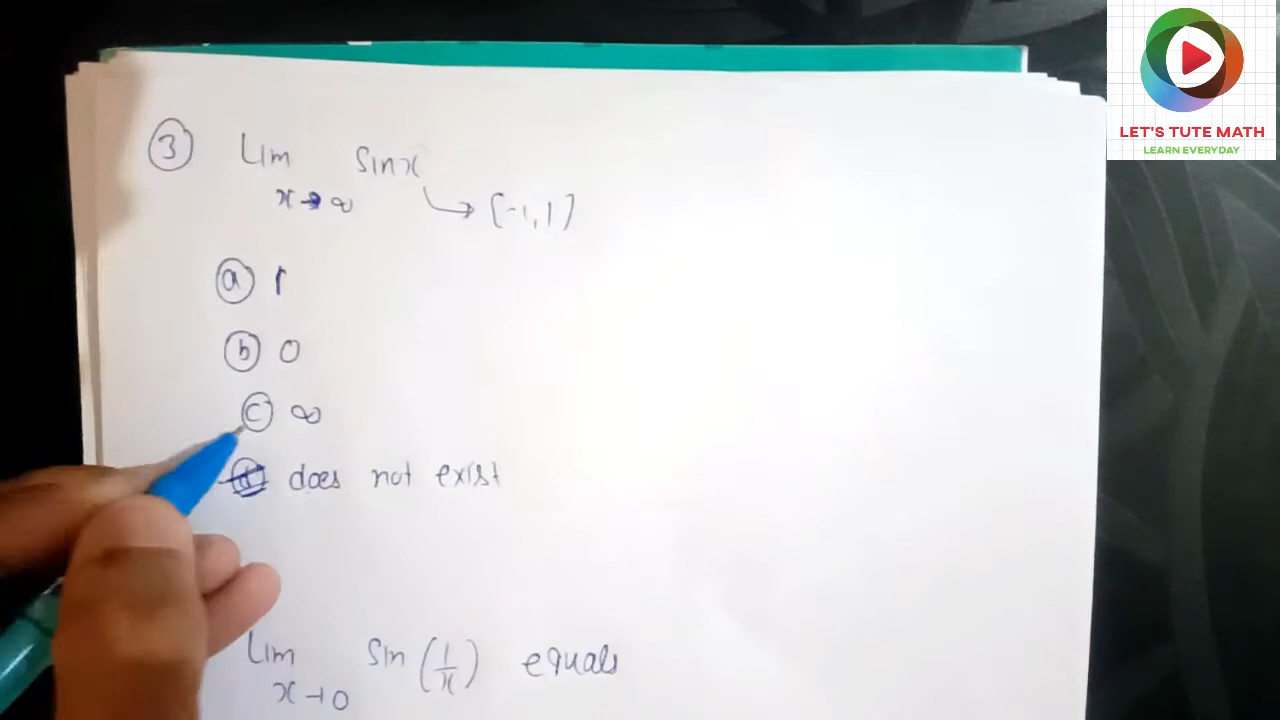 LET'S TUTE MATH
LEARN EVERYDAY
③ Lim sinx
x→∞
→ [-1,1]
ⓐ 1
ⓑ 0
ⓒ ∞
ⓓ does not exist
Lim sin(1/x) equals
x→0